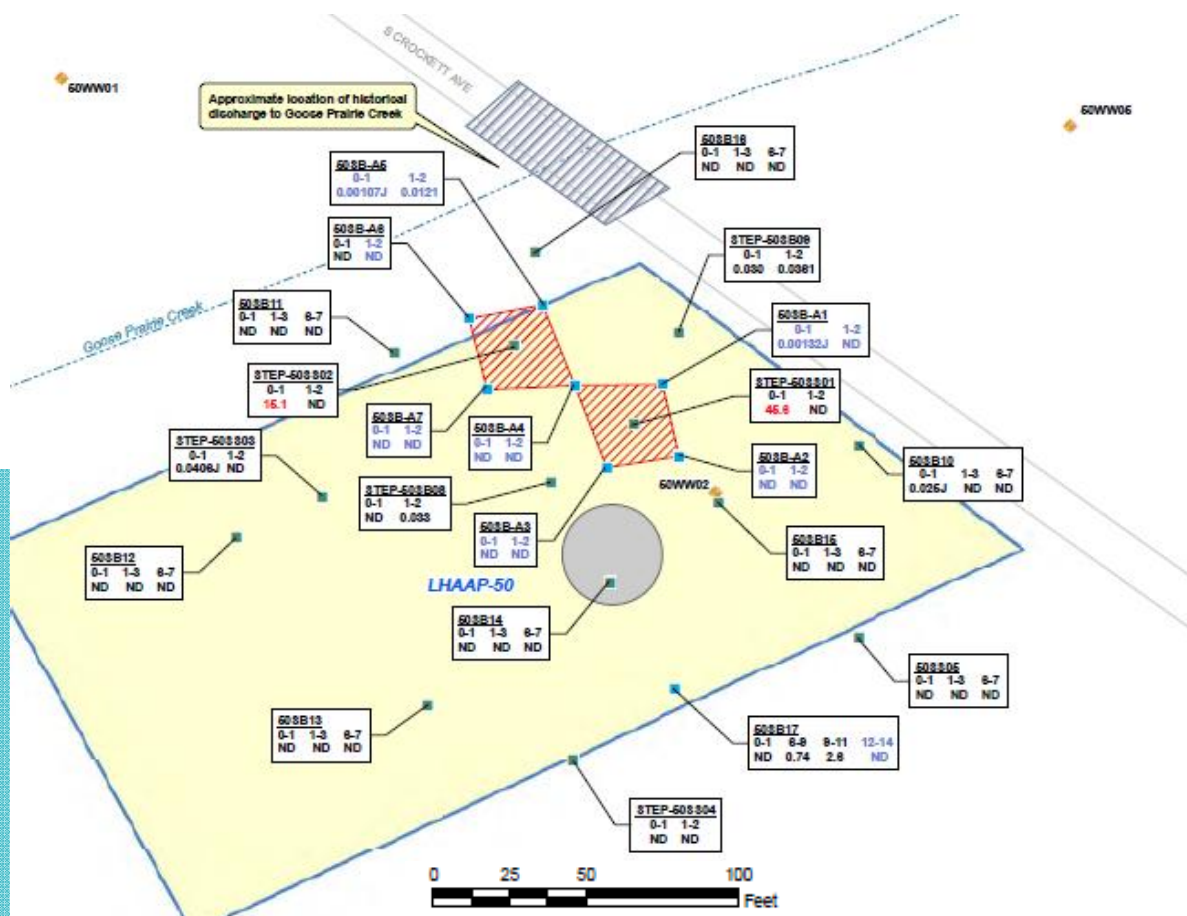 S CROCKETT AVE
50WW01
Approximate location of historical
discharge to Goose Prairie Creek
50WW05
50SB16
0-1 1-3 6-7
ND ND ND
50SB-A5
0-1 1-2
0.00107J 0.0121
50SB-A6
0-1 1-2
ND ND
STEP-50SB09
0-1 1-2
0.030 0.0361
50SB11
0-1 1-3 6-7
ND ND ND
Goose Prairie Creek
50SB-A1
0-1 1-2
0.00132J ND
STEP-50SS02
0-1 1-2
15.1 ND
STEP-50SS01
0-1 1-2
45.6 ND
50SB-A7
0-1 1-2
ND ND
50SB-A4
0-1 1-2
ND ND
STEP-50SS03
0-1 1-2
0.0406J ND
50SB-A2
0-1 1-2
ND ND
50SB10
0-1 1-3 6-7
0.025J ND ND
STEP-50SB08
0-1 1-2
ND 0.033
50WW02
50SB-A3
0-1 1-2
ND ND
50SB15
0-1 1-3 6-7
ND ND ND
50SB12
0-1 1-3 6-7
ND ND ND
LHAAP-50
50SB14
0-1 1-3 6-7
ND ND ND
50SS05
0-1 1-3 6-7
ND ND ND
50SB13
0-1 1-3 6-7
ND ND ND
50SB17
0-1 6-9 9-11 12-14
ND 0.74 2.6 ND
STEP-50SS04
0-1 1-2
ND ND
0 25 50 100
Feet